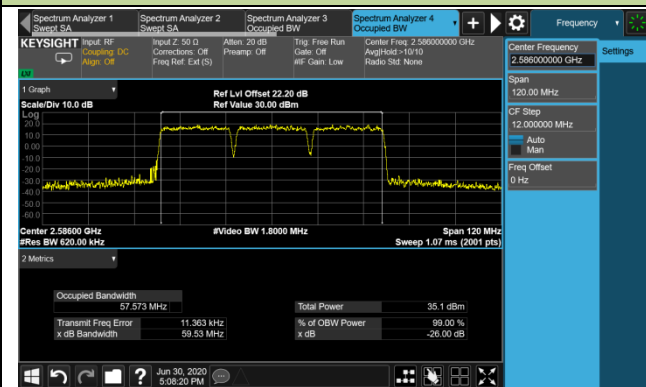 Spectrum Analyzer 1 Spectrum Analyzer 2 Spectrum Analyzer 3 Spectrum Analyzer 4
Swept SA Swept SA Occupied BW Occupied BW
+ Frequency
KEYSIGHT Input: RF Input Z: 50 Ω Atten: 20 dB Trig: Free Run Center Freq: 2.586000000 GHz
Coupling: DC Corrections: Off Preamp: Off Gate: Off Avg|Hold:>10/10
Align: Off Freq Ref: Ext (S) #IF Gain: Low Radio Std: None
LXI
Center Frequency
2.586000000 GHz
Settings
Span
120.00 MHz
CF Step
12.000000 MHz
Auto
Man
Freq Offset
0 Hz
1 Graph
Ref Lvl Offset 22.20 dB
Scale/Div 10.0 dB Ref Value 30.00 dBm
Log
20.0
10.0
0.00
-10.0
-20.0
-30.0
-40.0
-50.0
-60.0
Center 2.58600 GHz #Video BW 1.8000 MHz Span 120 MHz
#Res BW 620.00 kHz Sweep 1.07 ms (2001 pts)
2 Metrics
Occupied Bandwidth
57.573 MHz Total Power 35.1 dBm
Transmit Freq Error 11.363 kHz % of OBW Power 99.00 %
x dB Bandwidth 59.53 MHz x dB -26.00 dB
? Jun 30, 2020
5:08:20 PM